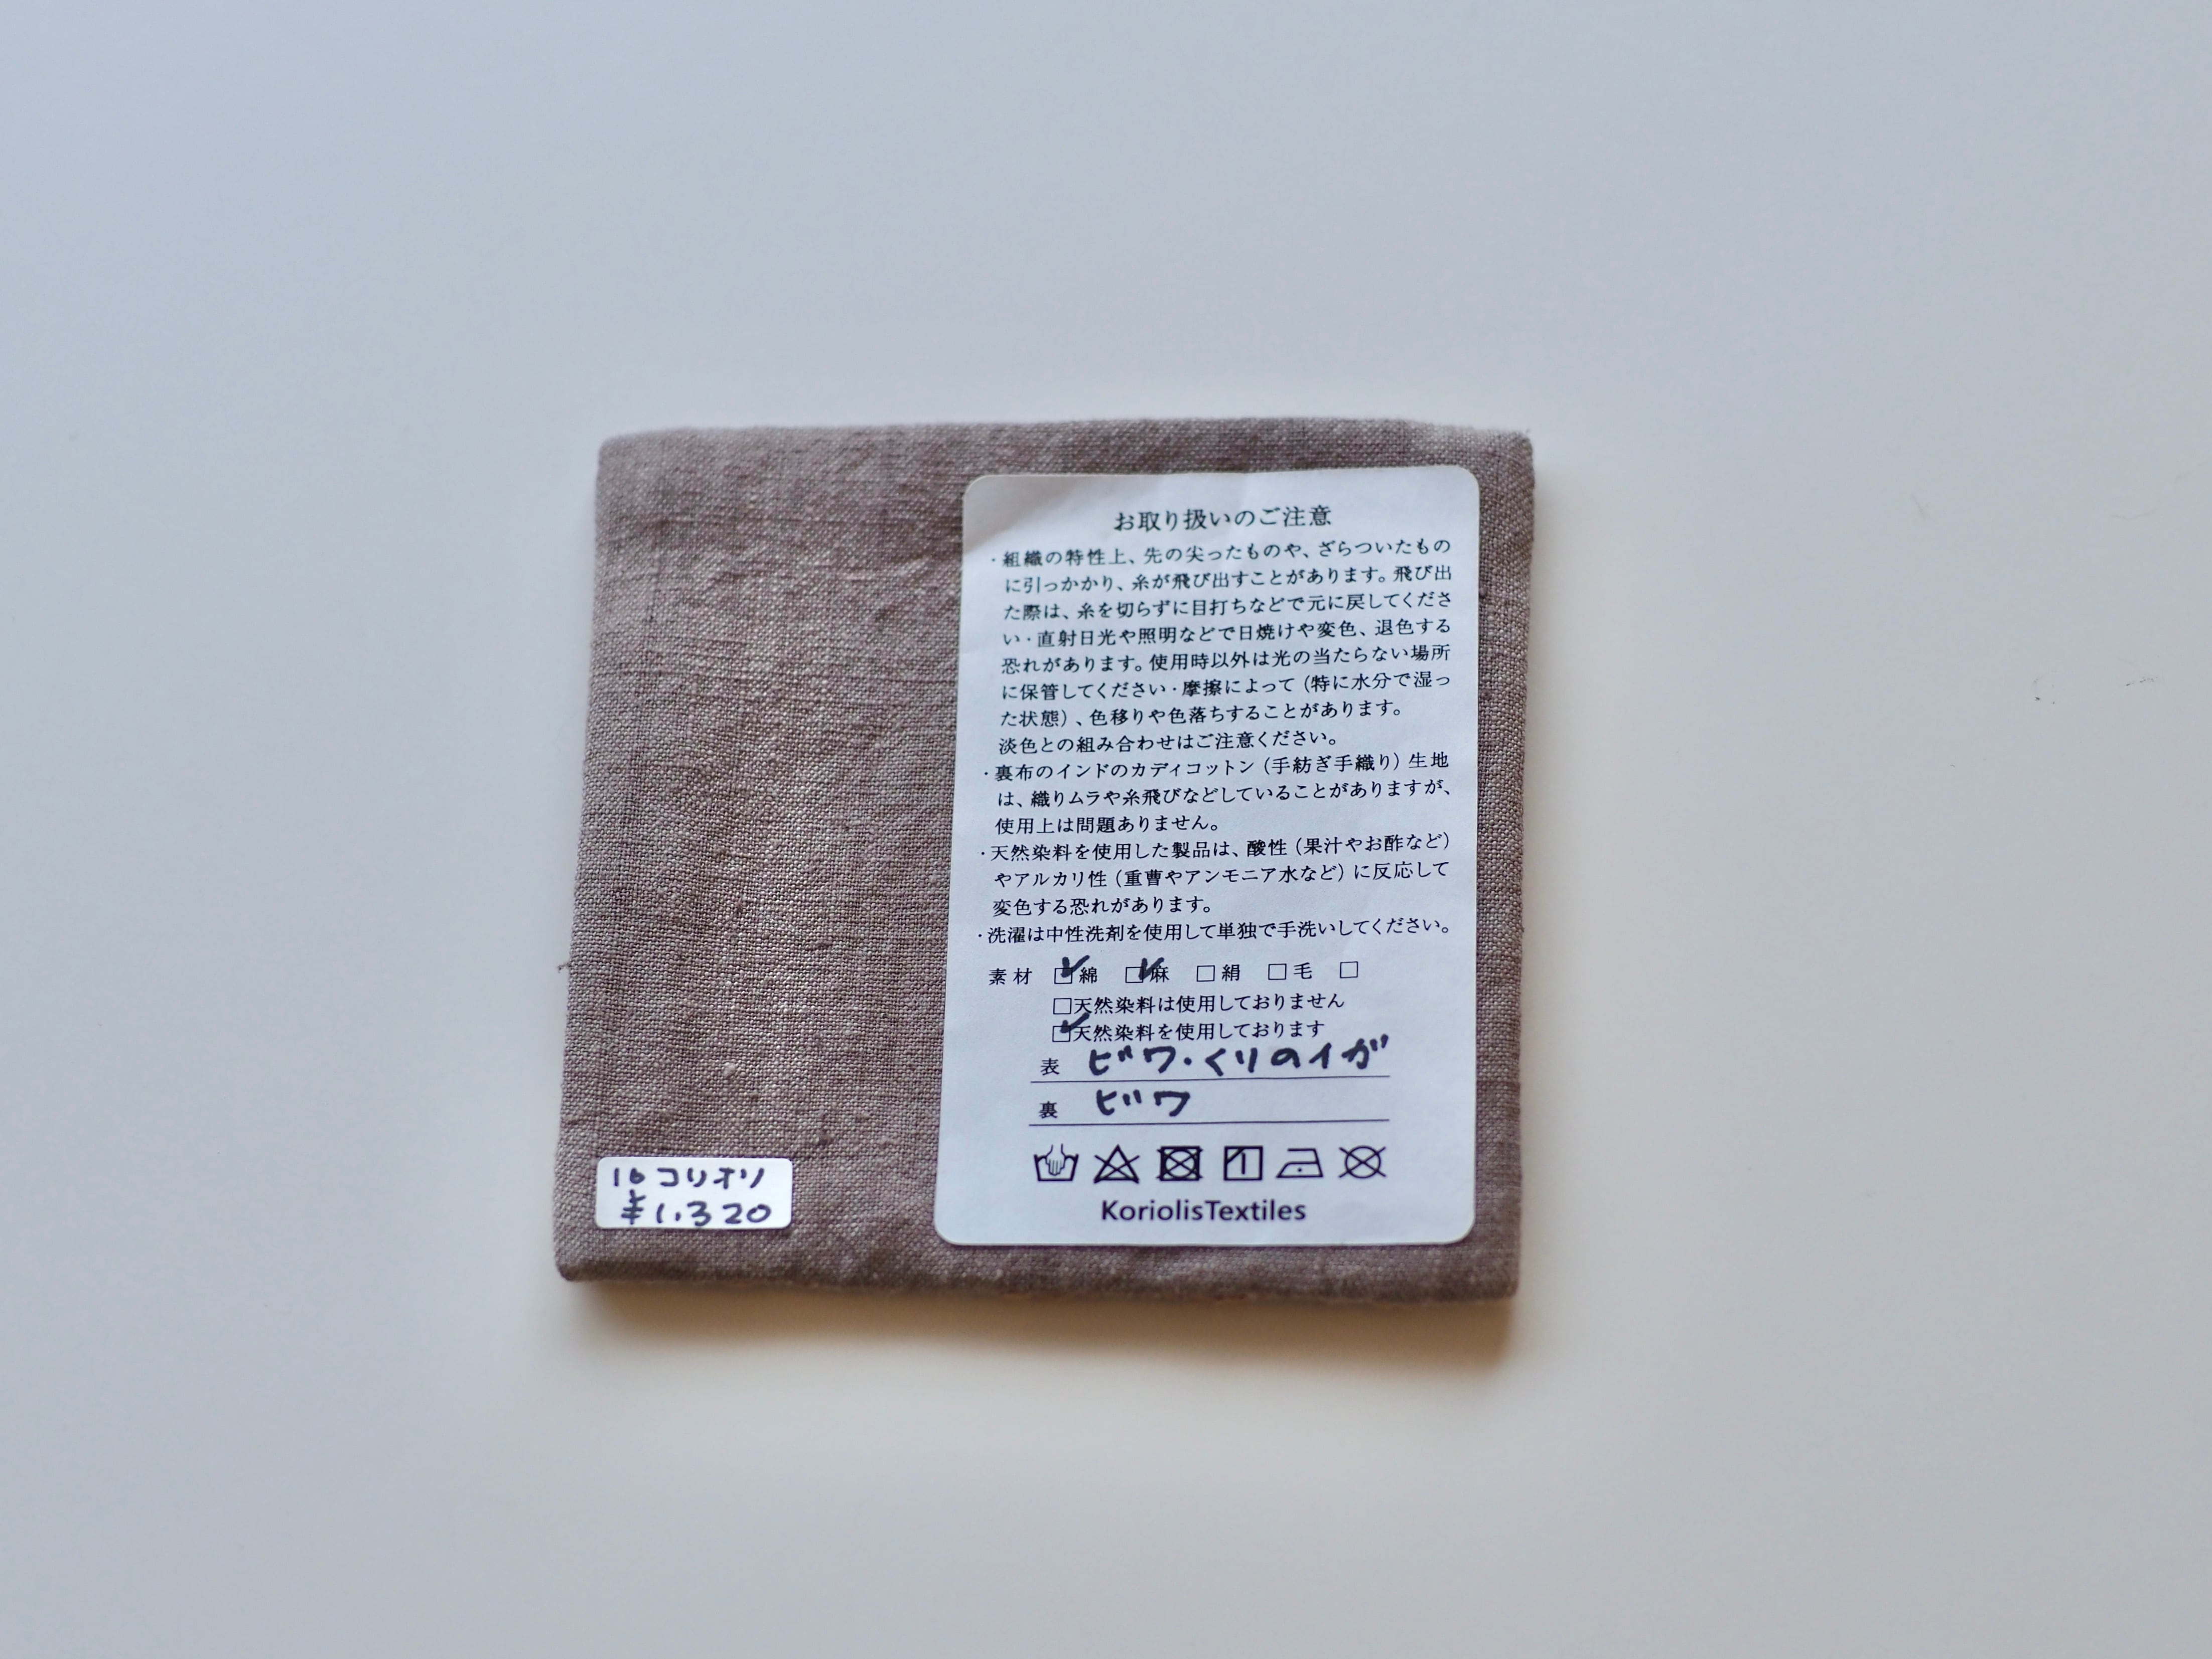 お取り扱いのご注意
・組織の特性上、先の尖ったものや、ざらついたもの
に引っかかり、糸が飛び出すことがあります。飛び出
た際は、糸を切らずに目打ちなどで元に戻してくださ
い・直射日光や照明などで日焼けや変色、退色する
恐れがあります。使用時以外は光の当たらない場所
に保管してください・摩擦によって(特に水分で湿っ
た状態)、色移りや色落ちすることがあります。
淡色との組み合わせはご注意ください。
・裏布のインドのカディコットン(手紡ぎ手織り)生地
は、織りムラや糸飛びなどしていることがありますが、
使用上は問題ありません。
・天然染料を使用した製品は、酸性(果汁やお酢など)
やアルカリ性(重曹やアンモニア水など)に反応して
変色する恐れがあります。
・洗濯は中性洗剤を使用して単独で手洗いしてください。
素材 ☑綿 ☑麻 □絹 □毛 □
□天然染料は使用しておりません
☑天然染料を使用しております
表 ビワ・くりのイガ
裏 ビワ
KoriolisTextiles
16 コリオリ
¥1,320